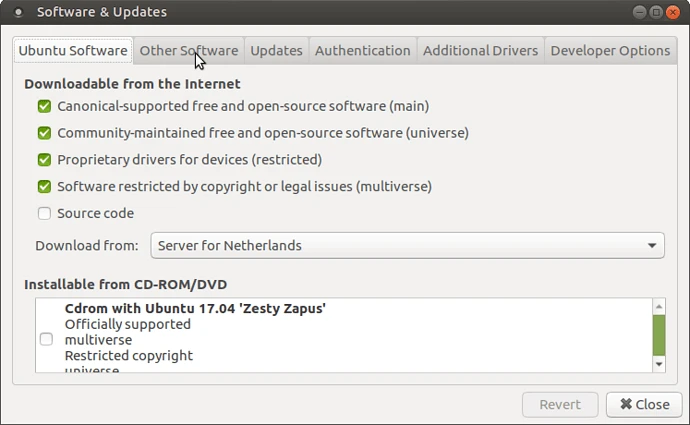 Software & Updates
Ubuntu Software Other Software Updates Authentication Additional Drivers Developer Options
Downloadable from the Internet
Canonical-supported free and open-source software (main)
Community-maintained free and open-source software (universe)
Proprietary drivers for devices (restricted)
Software restricted by copyright or legal issues (multiverse)
Source code
Download from: Server for Netherlands
Installable from CD-ROM/DVD
Cdrom with Ubuntu 17.04 'Zesty Zapus'
Officially supported
multiverse
Restricted copyright
universe
Revert Close